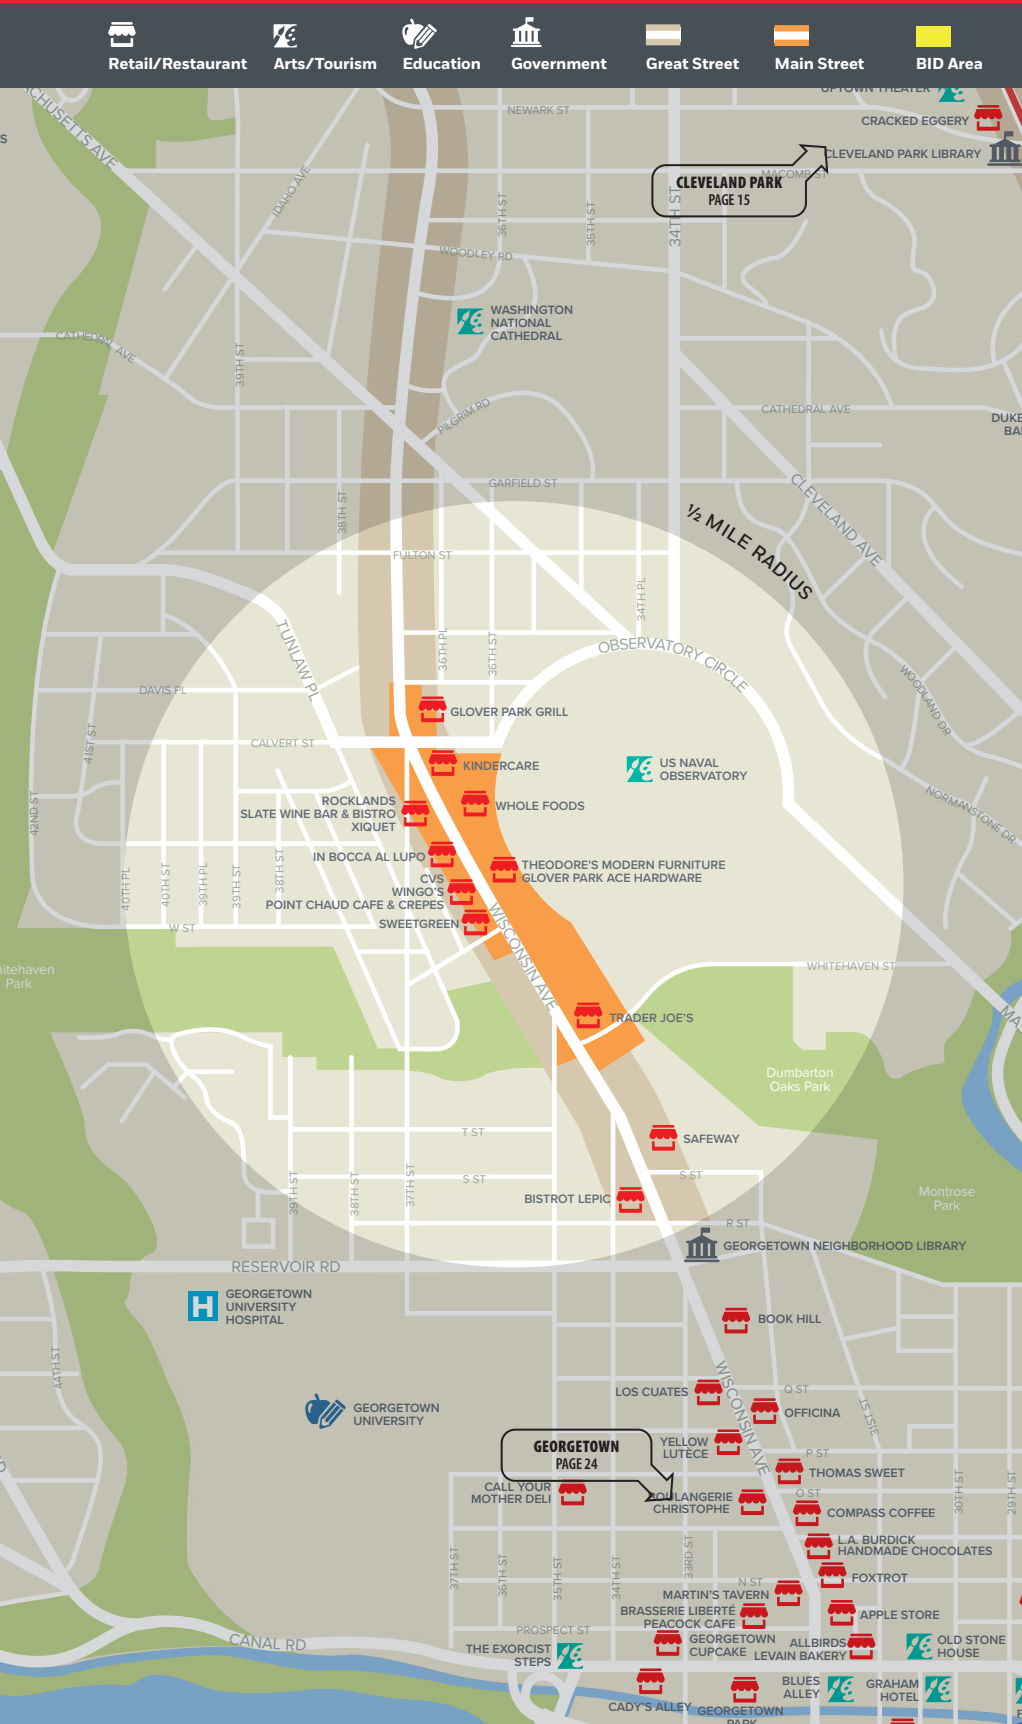 Retail/Restaurant
Arts/Tourism
Education
Government
Great Street
Main Street
BID Area
UPTOWN THEATER
CRACKED EGGERY
CLEVELAND PARK LIBRARY
NEWARK ST
MACOMB ST
CLEVELAND PARK
PAGE 15
IDAHO AVE
36TH ST
35TH ST
34TH ST
WOODLEY RD
WASHINGTON
NATIONAL
CATHEDRAL
CATHEDRAL AVE
39TH ST
PILGRIM RD
CATHEDRAL AVE
GARFIELD ST
38TH ST
CLEVELAND AVE
½ MILE RADIUS
FULTON ST
34TH PL
TUNLAW PL
36TH PL
36TH ST
OBSERVATORY CIRCLE
WOODLAND DR
DAVIS PL
GLOVER PARK GRILL
41ST ST
CALVERT ST
KINDERCARE
US NAVAL
OBSERVATORY
42ND ST
NORMANSTONE DR
ROCKLANDS
SLATE WINE BAR & BISTRO
XIQUET
WHOLE FOODS
IN BOCCA AL LUPO
THEODORE'S MODERN FURNITURE
GLOVER PARK ACE HARDWARE
40TH PL
40TH ST
39TH PL
39TH ST
38TH ST
CVS
WINGO'S
POINT CHAUD CAFE & CREPES
SWEETGREEN
W ST
WISCONSIN AVE
WHITEHAVEN ST
Park
TRADER JOE'S
Dumbarton
Oaks Park
T ST
SAFEWAY
S ST
S ST
39TH ST
38TH ST
37TH ST
BISTROT LEPIC
Montrose
Park
R ST
GEORGETOWN NEIGHBORHOOD LIBRARY
RESERVOIR RD
GEORGETOWN
UNIVERSITY
HOSPITAL
H
BOOK HILL
44TH ST
WISCONSIN AVE
LOS CUATES
Q ST
OFFICINA
31ST ST
GEORGETOWN
UNIVERSITY
GEORGETOWN
PAGE 24
YELLOW
LUTÈCE
P ST
THOMAS SWEET
CALL YOUR
MOTHER DELI
BOULANGERIE
CHRISTOPHE
O ST
COMPASS COFFEE
30TH ST
29TH ST
L.A. BURDICK
HANDMADE CHOCOLATES
37TH ST
36TH ST
35TH ST
34TH ST
33RD ST
N ST
FOXTROT
MARTIN'S TAVERN
BRASSERIE LIBERTÉ
PEACOCK CAFE
APPLE STORE
PROSPECT ST
CANAL RD
THE EXORCIST
STEPS
GEORGETOWN
CUPCAKE
ALLBIRDS
LEVAIN BAKERY
OLD STONE
HOUSE
CADY'S ALLEY
GEORGETOWN
PARK
BLUES
ALLEY
GRAHAM
HOTEL